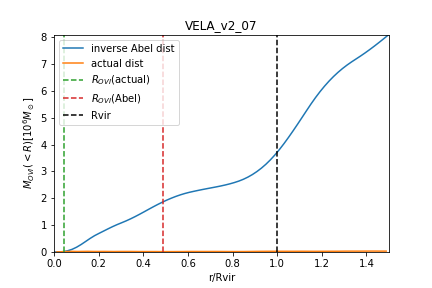 VELA_v2_07
8
7
6
5
4
3
2
1
0
M_OVI(<R)[10^6 M_⊙]
inverse Abel dist
actual dist
R_OVI(actual)
R_OVI(Abel)
Rvir
0.0 0.2 0.4 0.6 0.8 1.0 1.2 1.4
r/Rvir